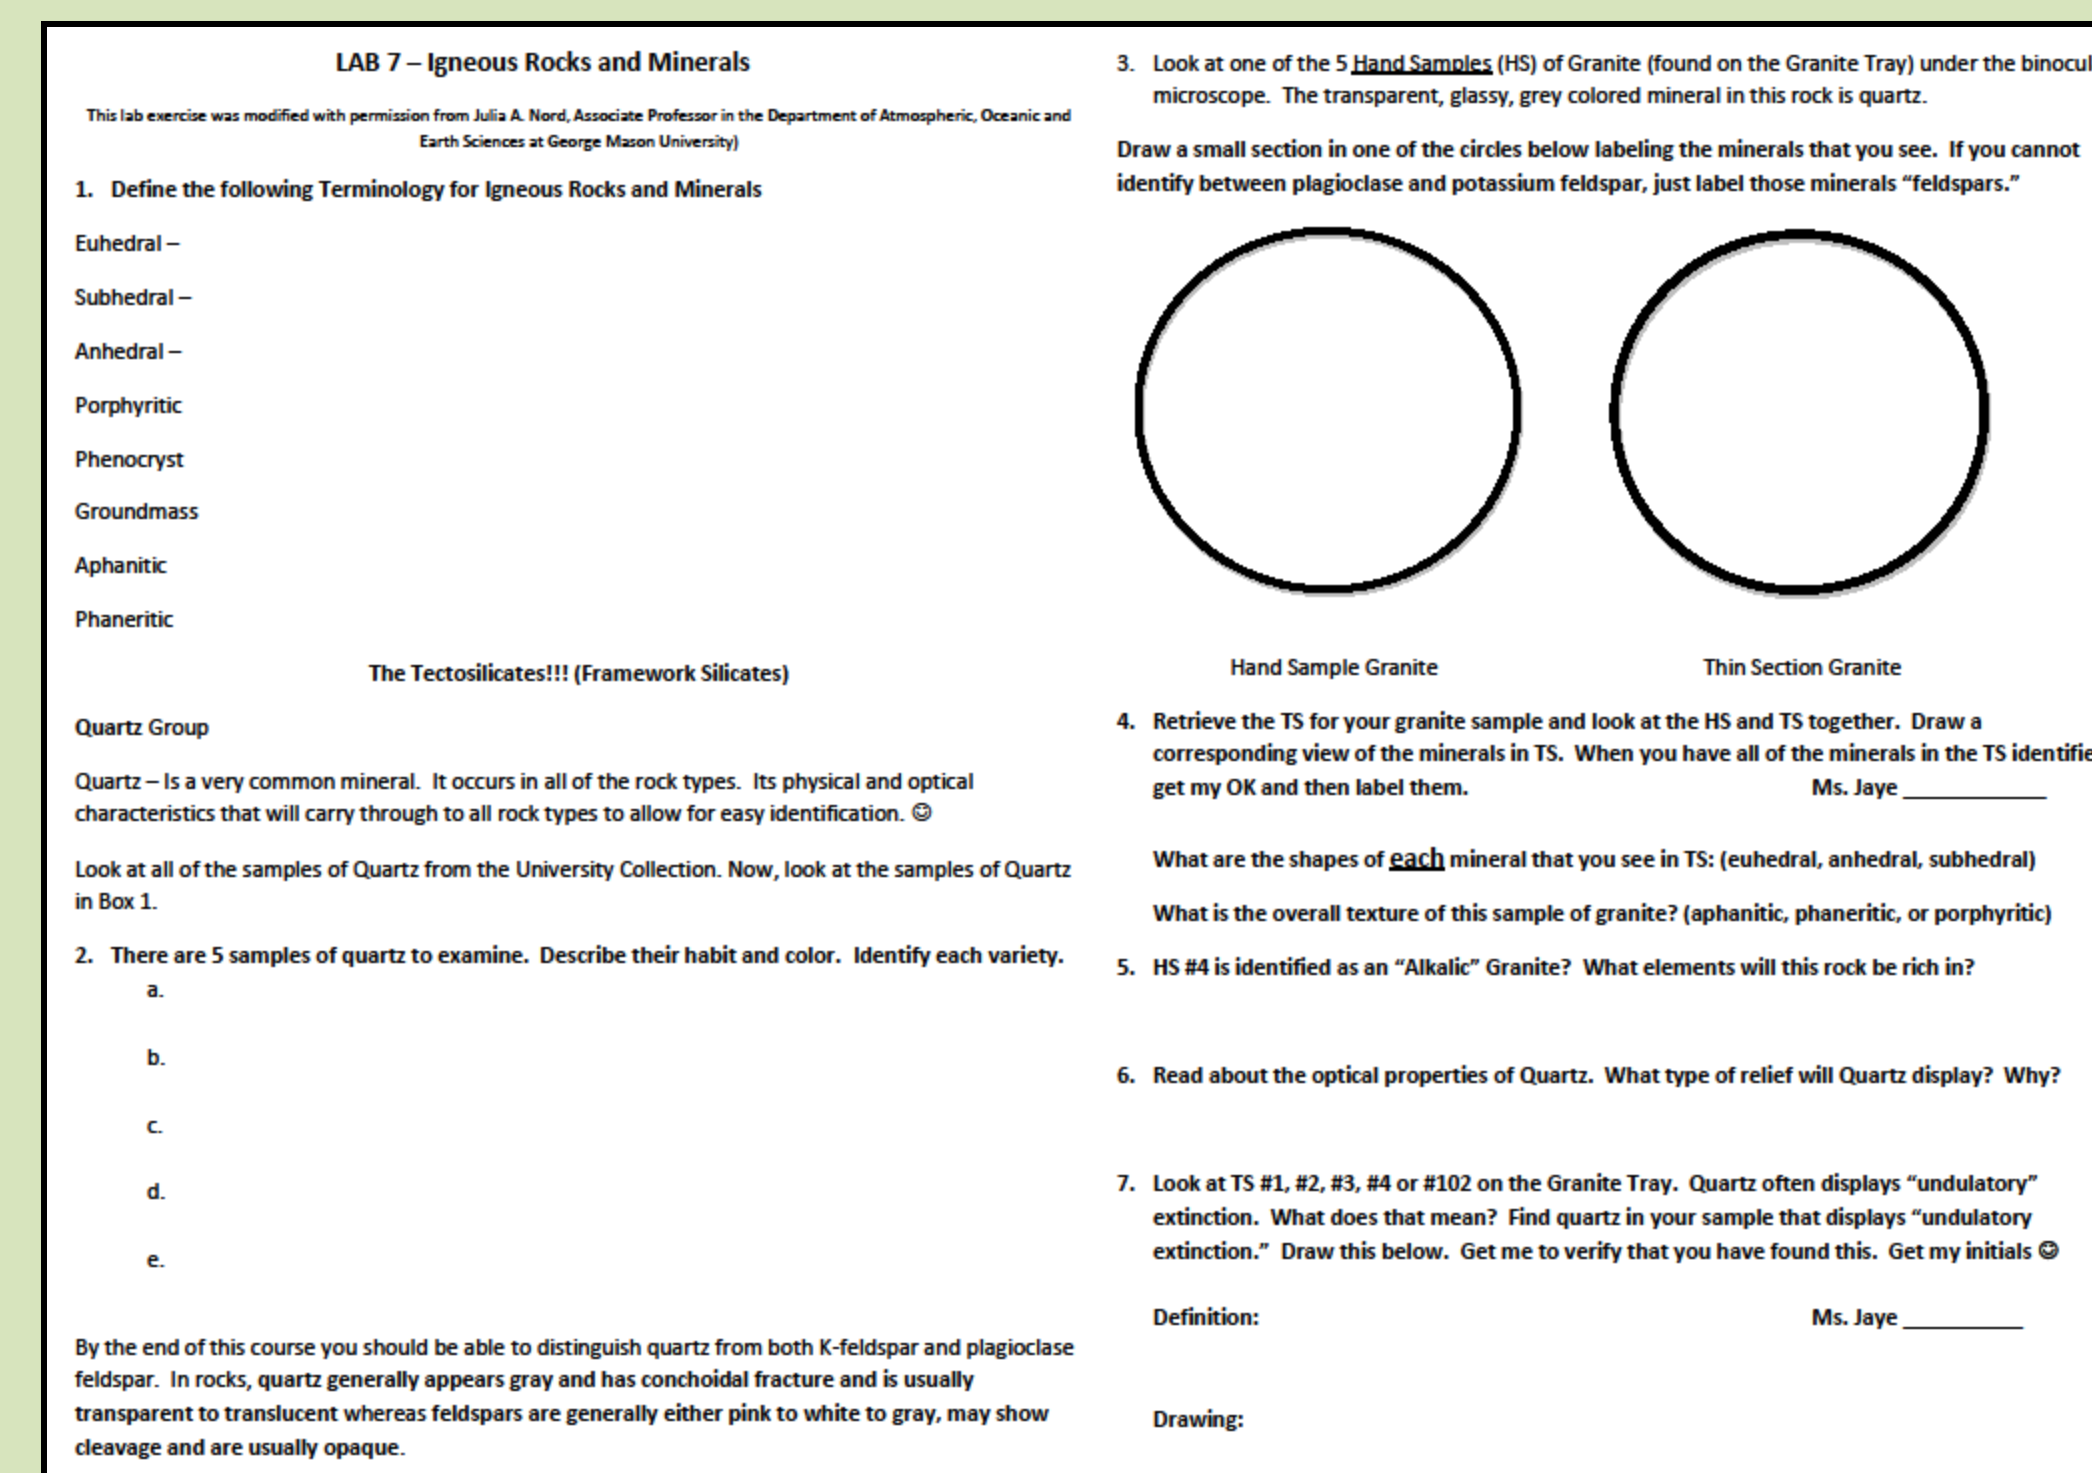 LAB 7 – Igneous Rocks and Minerals
This lab exercise was modified with permission from Julia A. Nord, Associate Professor in the Department of Atmospheric, Oceanic and
Earth Sciences at George Mason University)
1. Define the following Terminology for Igneous Rocks and Minerals
Euhedral –
Subhedral –
Anhedral –
Porphyritic
Phenocryst
Groundmass
Aphanitic
Phaneritic
The Tectosilicates!!! (Framework Silicates)
Quartz Group
Quartz – Is a very common mineral. It occurs in all of the rock types. Its physical and optical
characteristics that will carry through to all rock types to allow for easy identification. ☺
Look at all of the samples of Quartz from the University Collection. Now, look at the samples of Quartz
in Box 1.
2. There are 5 samples of quartz to examine. Describe their habit and color. Identify each variety.
a.
b.
c.
d.
e.
By the end of this course you should be able to distinguish quartz from both K-feldspar and plagioclase
feldspar. In rocks, quartz generally appears gray and has conchoidal fracture and is usually
transparent to translucent whereas feldspars are generally either pink to white to gray, may show
cleavage and are usually opaque.
3. Look at one of the 5 Hand Samples (HS) of Granite (found on the Granite Tray) under the binocul
microscope. The transparent, glassy, grey colored mineral in this rock is quartz.
Draw a small section in one of the circles below labeling the minerals that you see. If you cannot
identify between plagioclase and potassium feldspar, just label those minerals “feldspars.”
Hand Sample Granite
Thin Section Granite
4. Retrieve the TS for your granite sample and look at the HS and TS together. Draw a
corresponding view of the minerals in TS. When you have all of the minerals in the TS identifie
get my OK and then label them. Ms. Jaye ____________
What are the shapes of each mineral that you see in TS: (euhedral, anhedral, subhedral)
What is the overall texture of this sample of granite? (aphanitic, phaneritic, or porphyritic)
5. HS #4 is identified as an “Alkalic” Granite? What elements will this rock be rich in?
6. Read about the optical properties of Quartz. What type of relief will Quartz display? Why?
7. Look at TS #1, #2, #3, #4 or #102 on the Granite Tray. Quartz often displays “undulatory”
extinction. What does that mean? Find quartz in your sample that displays “undulatory
extinction.” Draw this below. Get me to verify that you have found this. Get my initials ☺
Definition: Ms. Jaye __________
Drawing: